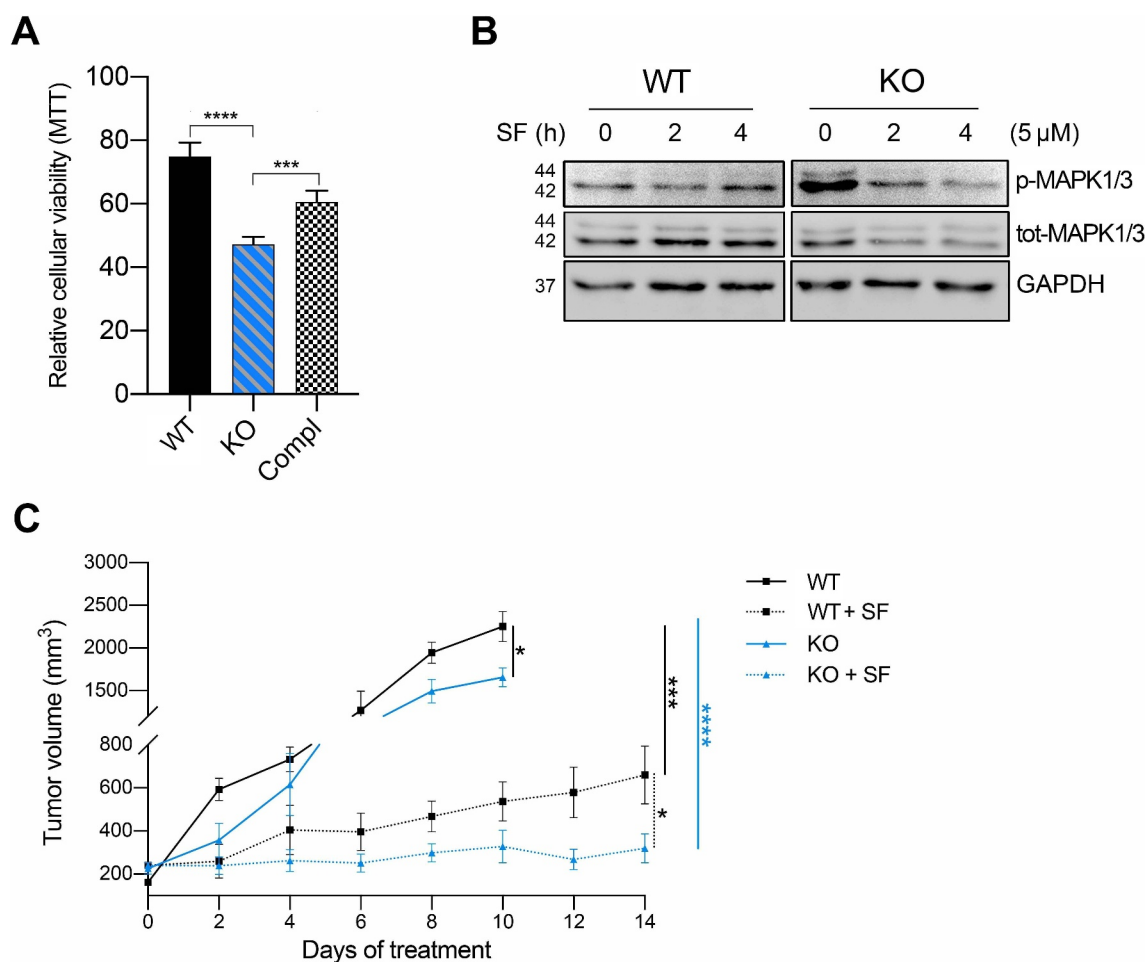 A
Relative cellular viability (MTT)
100
80
60
40
20
0
****
***
WT
KO
Compl
B
WT KO
SF (h) 0 2 4 0 2 4 (5 µM)
44
42
p-MAPK1/3
44
42
tot-MAPK1/3
37
GAPDH
C
Tumor volume (mm³)
3000
2500
2000
1500
800
600
400
200
0 2 4 6 8 10 12 14
Days of treatment
*
*
***
****
WT
WT + SF
KO
KO + SF